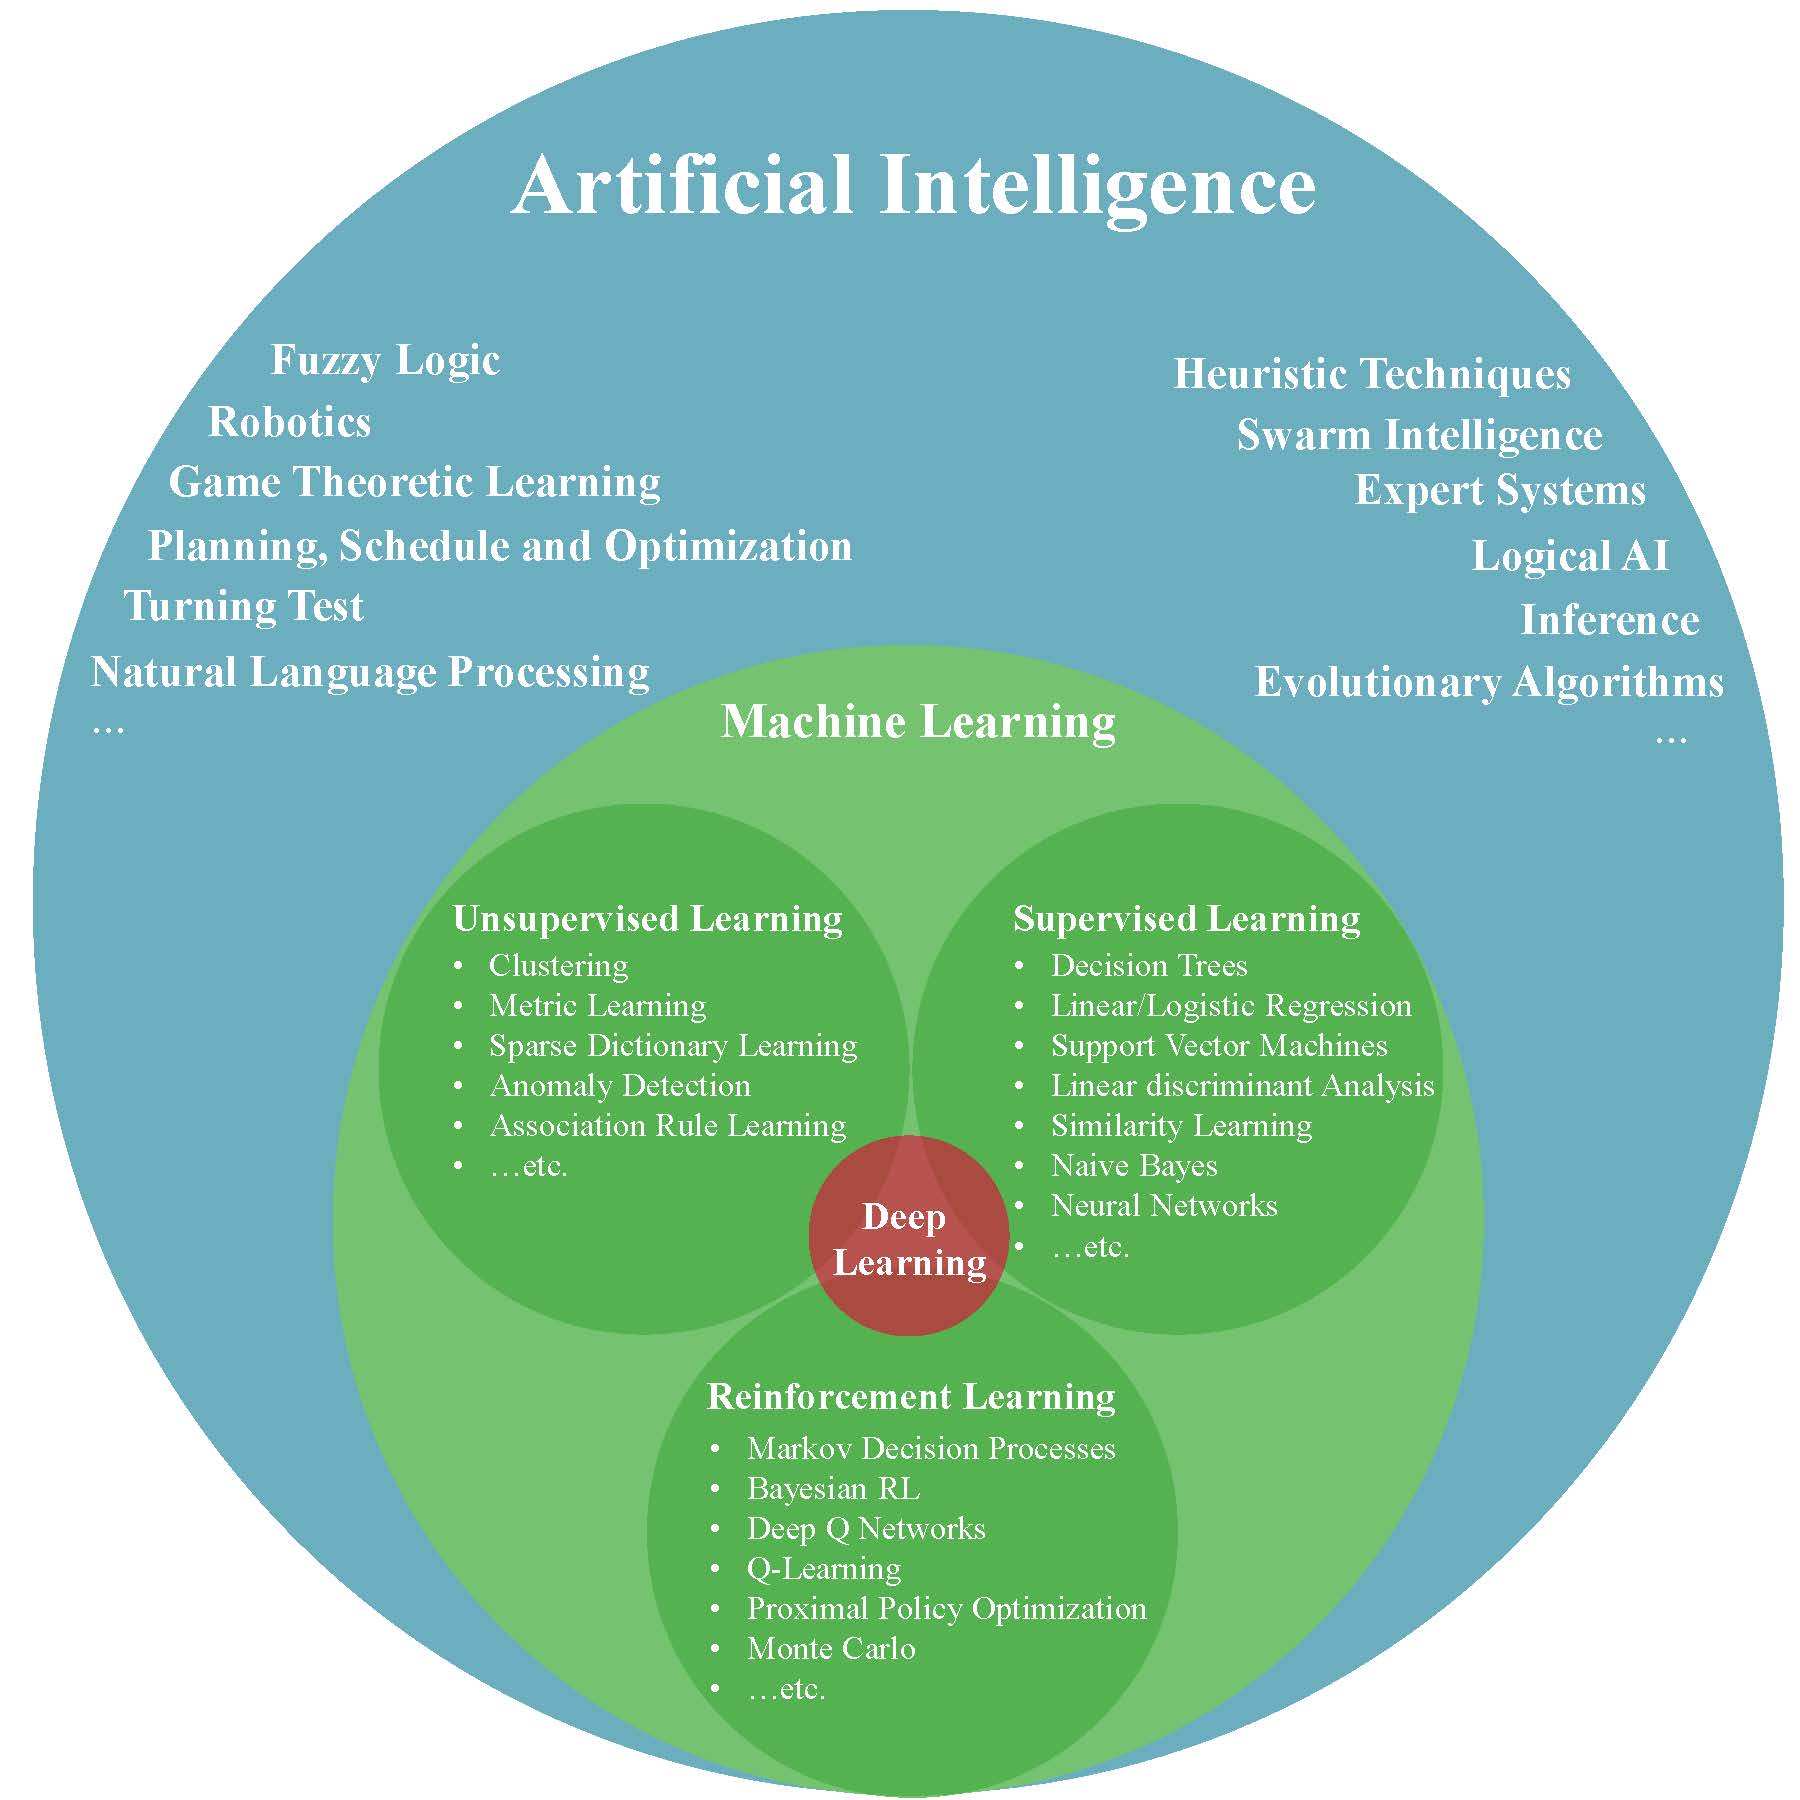 Artificial Intelligence
Fuzzy Logic
Robotics
Game Theoretic Learning
Planning, Schedule and Optimization
Turning Test
Natural Language Processing
...
Heuristic Techniques
Swarm Intelligence
Expert Systems
Logical AI
Inference
Evolutionary Algorithms
...
Machine Learning
Unsupervised Learning
• Clustering
• Metric Learning
• Sparse Dictionary Learning
• Anomaly Detection
• Association Rule Learning
• …etc.
Supervised Learning
• Decision Trees
• Linear/Logistic Regression
• Support Vector Machines
• Linear discriminant Analysis
• Similarity Learning
• Naive Bayes
• Neural Networks
• …etc.
Deep
Learning
Reinforcement Learning
• Markov Decision Processes
• Bayesian RL
• Deep Q Networks
• Q-Learning
• Proximal Policy Optimization
• Monte Carlo
• …etc.